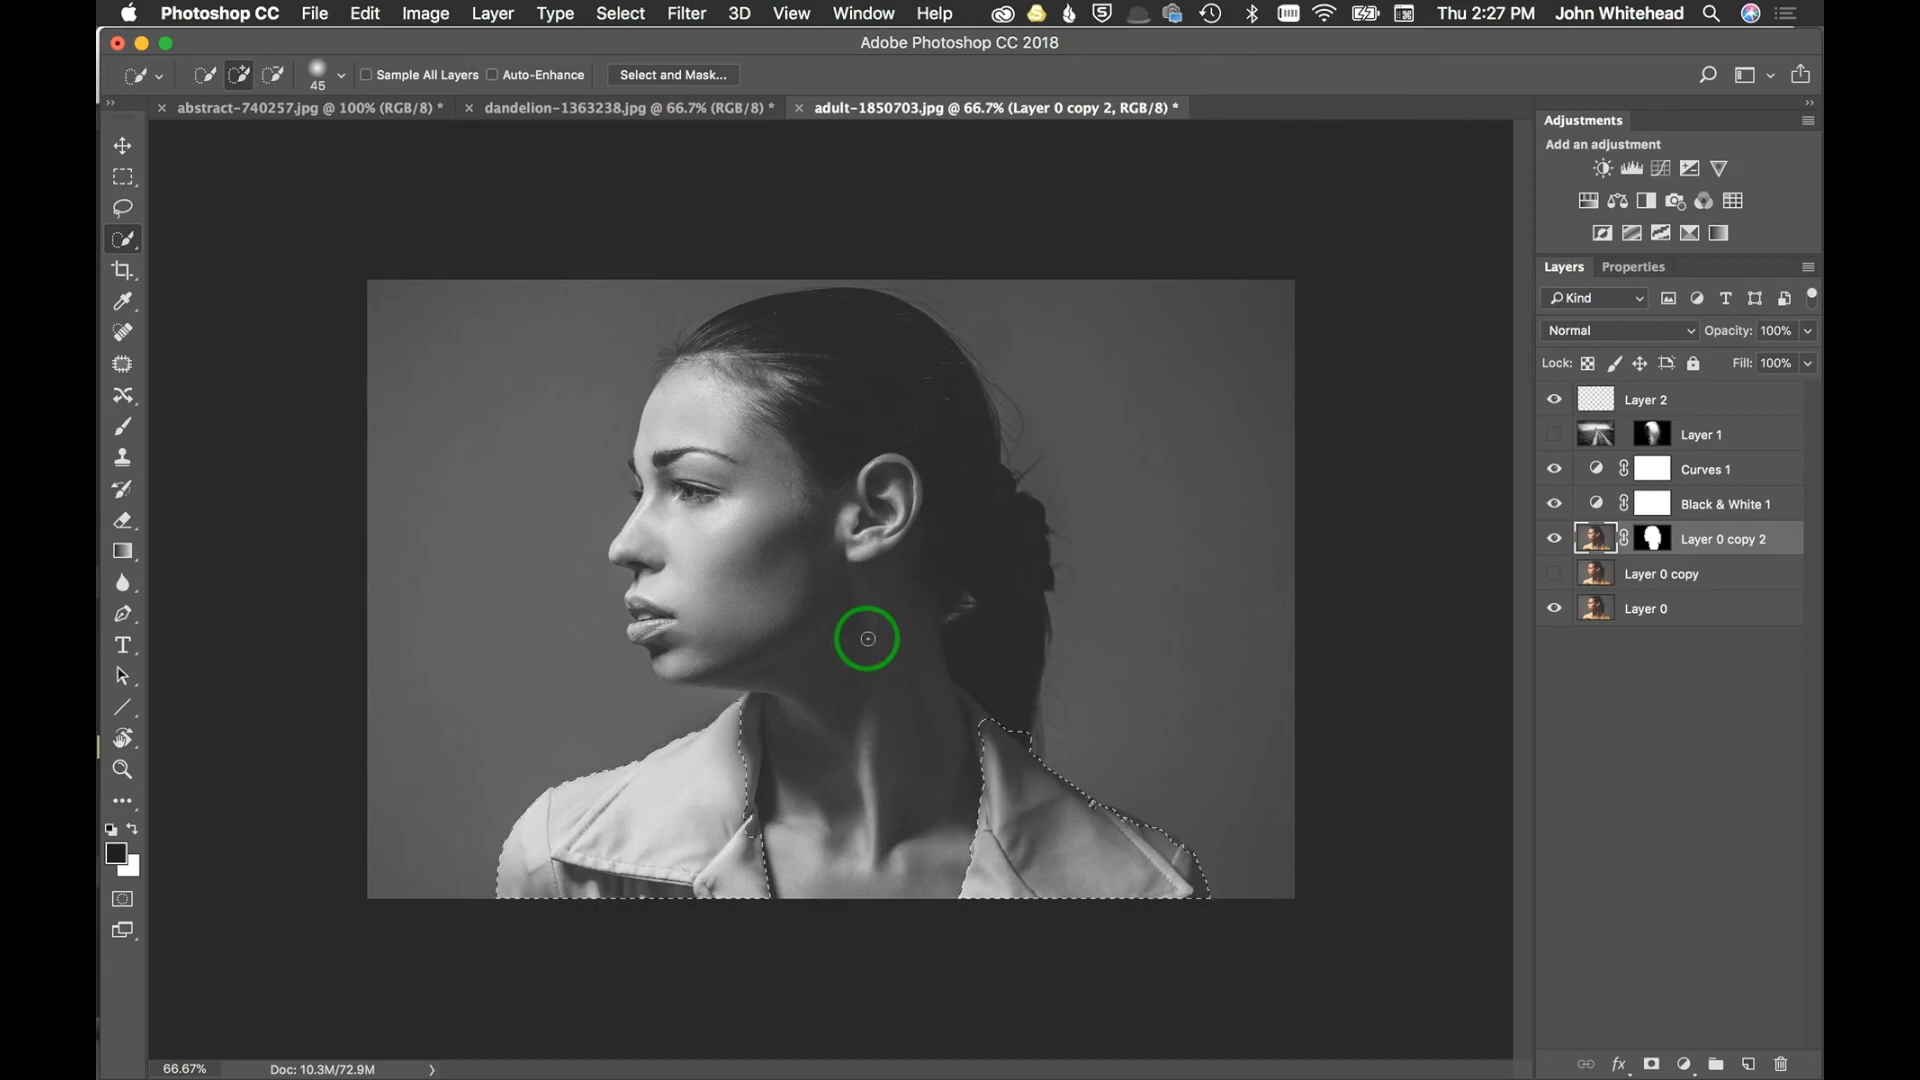 Photoshop CC File Edit Image Layer Type Select Filter 3D View Window Help Thu 2:27 PM John Whitehead
Adobe Photoshop CC 2018
45 Sample All Layers Auto-Enhance Select and Mask...
abstract-740257.jpg @ 100% (RGB/8) * dandelion-1363238.jpg @ 66.7% (RGB/8) * adult-1850703.jpg @ 66.7% (Layer 0 copy 2, RGB/8) *
Adjustments
Add an adjustment
Layers Properties
Kind
Normal Opacity: 100%
Lock: Fill: 100%
Layer 2
Layer 1
Curves 1
Black & White 1
Layer 0 copy 2
Layer 0 copy
Layer 0
66.67% Doc: 10.3M/72.9M